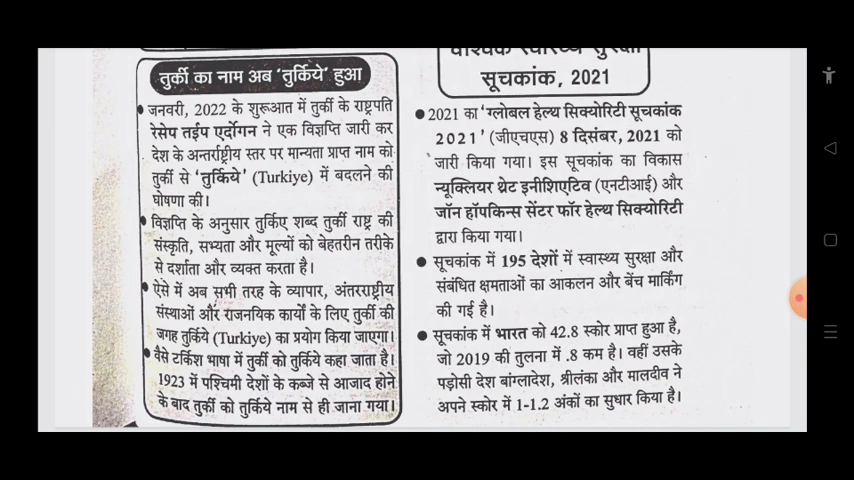 तुर्की का नाम अब 'तुर्किये' हुआ
जनवरी, 2022 के शुरूआत में तुर्की के राष्ट्रपति
रेसेप तईप एर्दोगन ने एक विज्ञप्ति जारी कर
देश के अन्तर्राष्ट्रीय स्तर पर मान्यता प्राप्त नाम को
तुर्की से 'तुर्किये' (Turkiye) में बदलने की
घोषणा की।
विज्ञप्ति के अनुसार तुर्किए शब्द तुर्की राष्ट्र की
संस्कृति, सभ्यता और मूल्यों को बेहतरीन तरीके
से दर्शाता और व्यक्त करता है।
ऐसे में अब सभी तरह के व्यापार, अंतरराष्ट्रीय
संस्थाओं और राजनयिक कार्यों के लिए तुर्की की
जगह तुर्किये (Turkiye) का प्रयोग किया जाएगा।
वैसे टर्किश भाषा में तुर्की को तुर्किये कहा जाता है।
1923 में पश्चिमी देशों के कब्जे से आजाद होने
के बाद तुर्की को तुर्किये नाम से ही जाना गया।
वैश्विक स्वास्थ्य सुरक्षा
सूचकांक, 2021
2021 का 'ग्लोबल हेल्थ सिक्योरिटी सूचकांक
2021' (जीएचएस) 8 दिसंबर, 2021 को
जारी किया गया। इस सूचकांक का विकास
न्यूक्लियर थ्रेट इनीशिएटिव (एनटीआई) और
जॉन हॉपकिन्स सेंटर फॉर हेल्थ सिक्योरिटी
द्वारा किया गया।
सूचकांक में 195 देशों में स्वास्थ्य सुरक्षा और
संबंधित क्षमताओं का आकलन और बेंच मार्किंग
की गई है।
सूचकांक में भारत को 42.8 स्कोर प्राप्त हुआ है,
जो 2019 की तुलना में .8 कम है। वहीं उसके
पड़ोसी देश बांग्लादेश, श्रीलंका और मालदीव ने
अपने स्कोर में 1-1.2 अंकों का सुधार किया है।